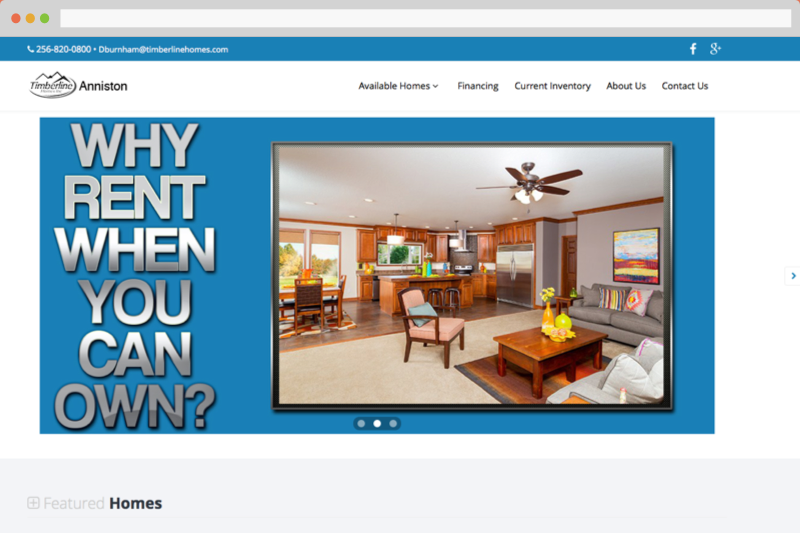 256-820-0800 • Dburnham@timberlinehomes.com
Timberline
Anniston
Available Homes Financing Current Inventory About Us Contact Us
WHY
RENT
WHEN
YOU
CAN
OWN?
Featured Homes